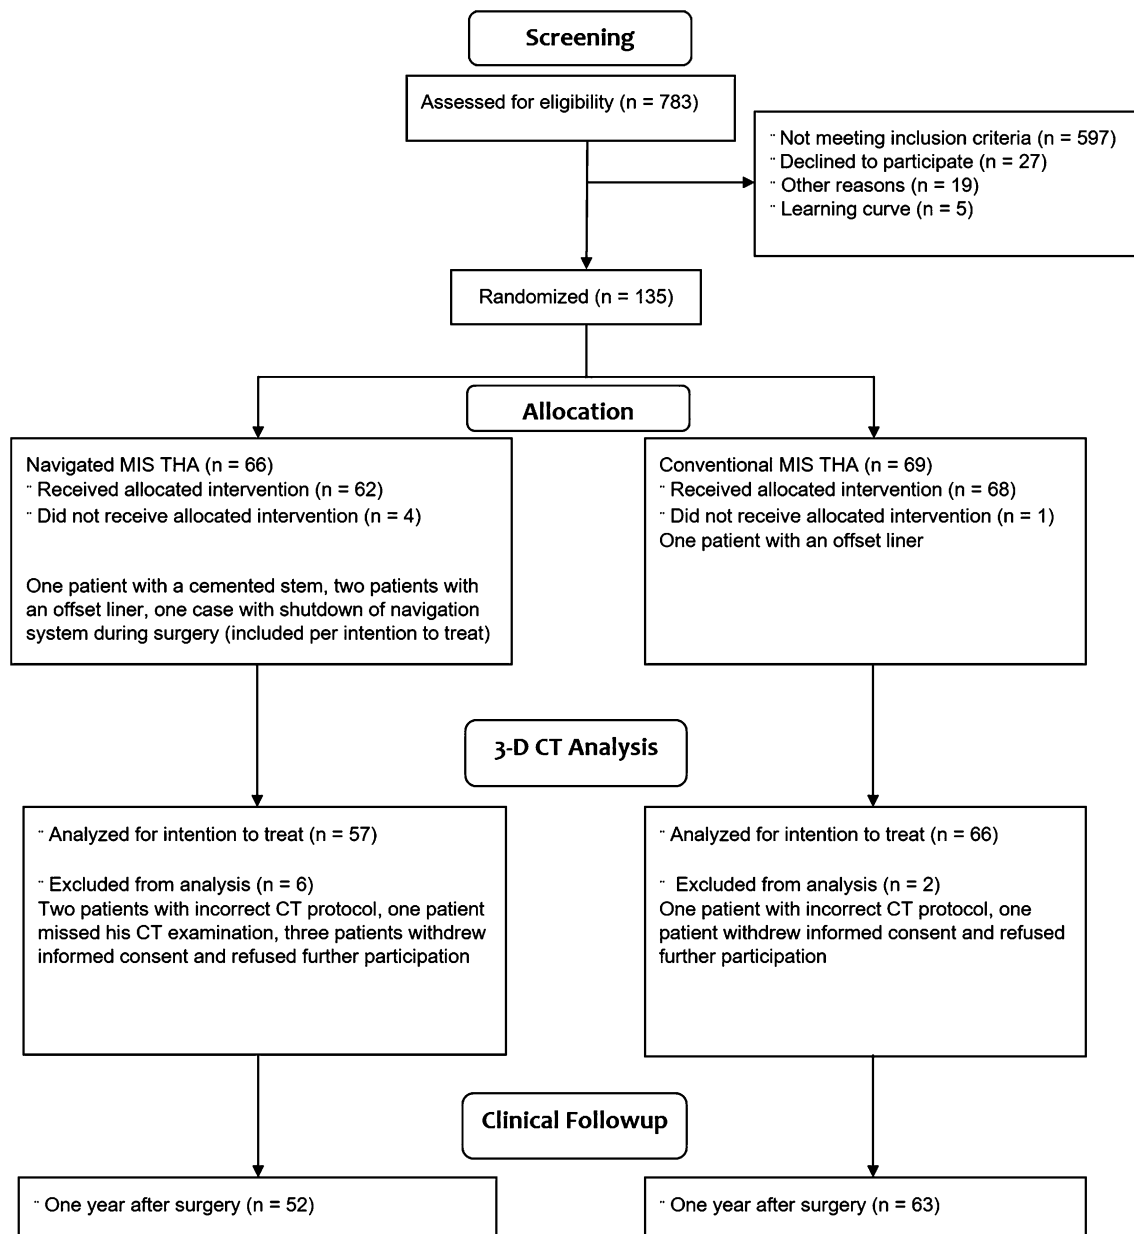 Screening
Assessed for eligibility (n = 783)
¨ Not meeting inclusion criteria (n = 597)
¨ Declined to participate (n = 27)
¨ Other reasons (n = 19)
¨ Learning curve (n = 5)
Randomized (n = 135)
Allocation
Navigated MIS THA (n = 66)
¨ Received allocated intervention (n = 62)
¨ Did not receive allocated intervention (n = 4)
One patient with a cemented stem, two patients with
an offset liner, one case with shutdown of navigation
system during surgery (included per intention to treat)
Conventional MIS THA (n = 69)
¨ Received allocated intervention (n = 68)
¨ Did not receive allocated intervention (n = 1)
One patient with an offset liner
3-D CT Analysis
¨ Analyzed for intention to treat (n = 57)
¨ Excluded from analysis (n = 6)
Two patients with incorrect CT protocol, one patient
missed his CT examination, three patients withdrew
informed consent and refused further participation
¨ Analyzed for intention to treat (n = 66)
¨ Excluded from analysis (n = 2)
One patient with incorrect CT protocol, one
patient withdrew informed consent and refused
further participation
Clinical Followup
¨ One year after surgery (n = 52)
¨ One year after surgery (n = 63)